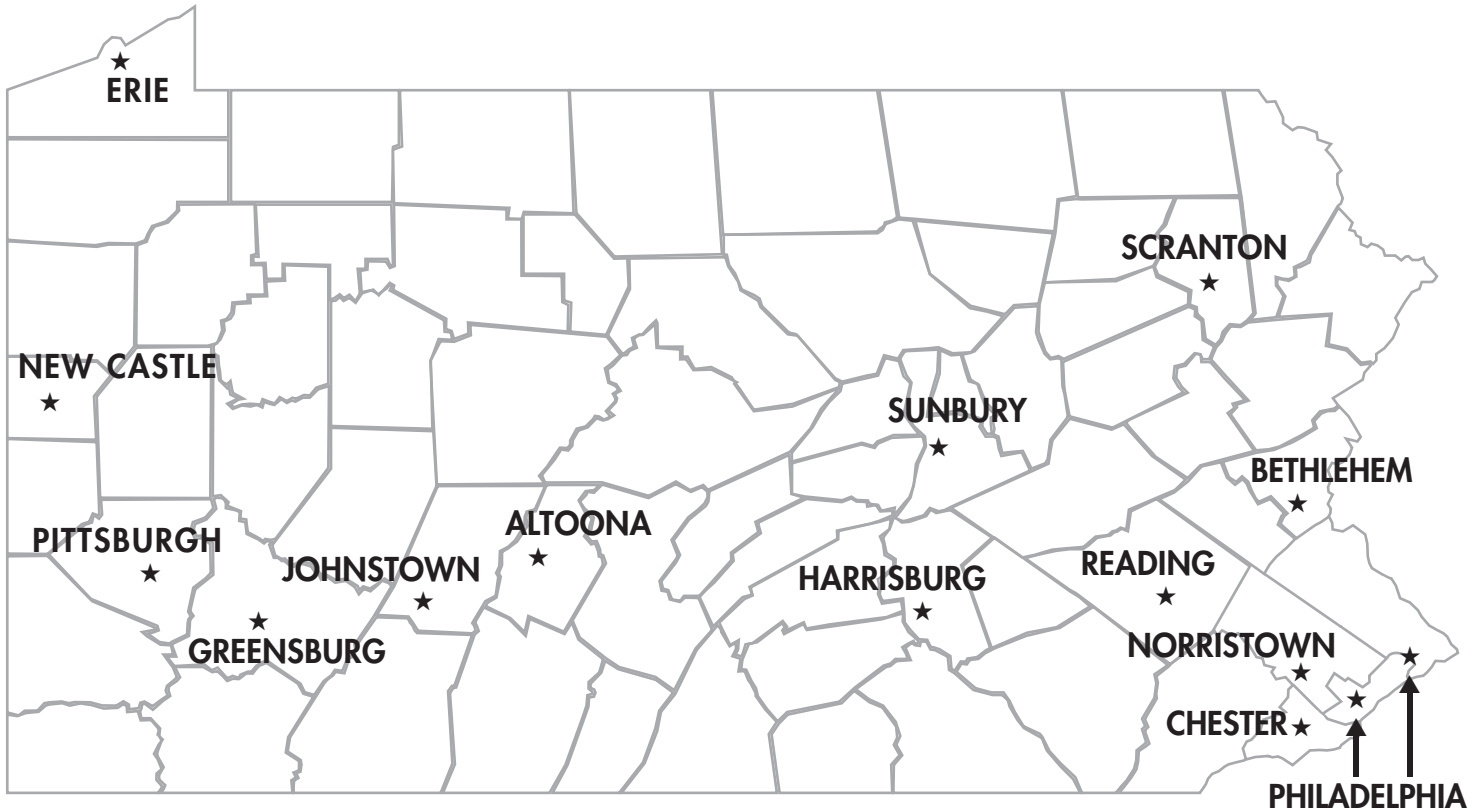 ERIE
SCRANTON
NEW CASTLE
SUNBURY
BETHLEHEM
ALTOONA
PITTSBURGH
READING
JOHNSTOWN
HARRISBURG
NORRISTOWN
GREENSBURG
CHESTER
PHILADELPHIA